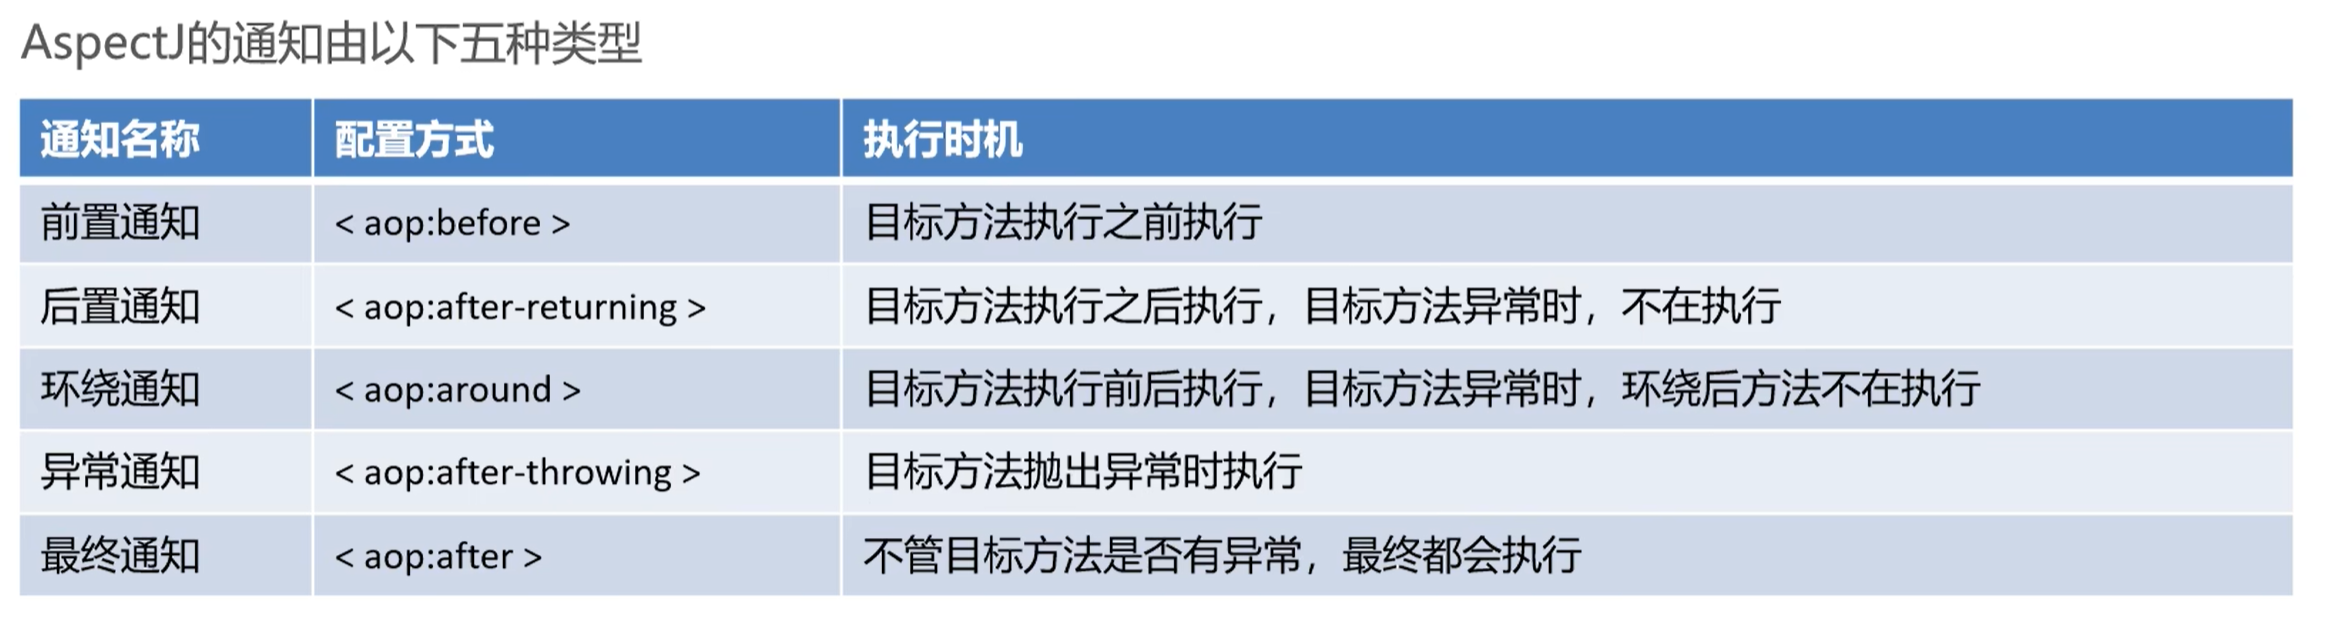 AspectJ的通知由以下五种类型
通知名称 配置方式 执行时机
前置通知 < aop:before > 目标方法执行之前执行
后置通知 < aop:after-returning > 目标方法执行之后执行，目标方法异常时，不在执行
环绕通知 < aop:around > 目标方法执行前后执行，目标方法异常时，环绕后方法不在执行
异常通知 < aop:after-throwing > 目标方法抛出异常时执行
最终通知 < aop:after > 不管目标方法是否有异常，最终都会执行